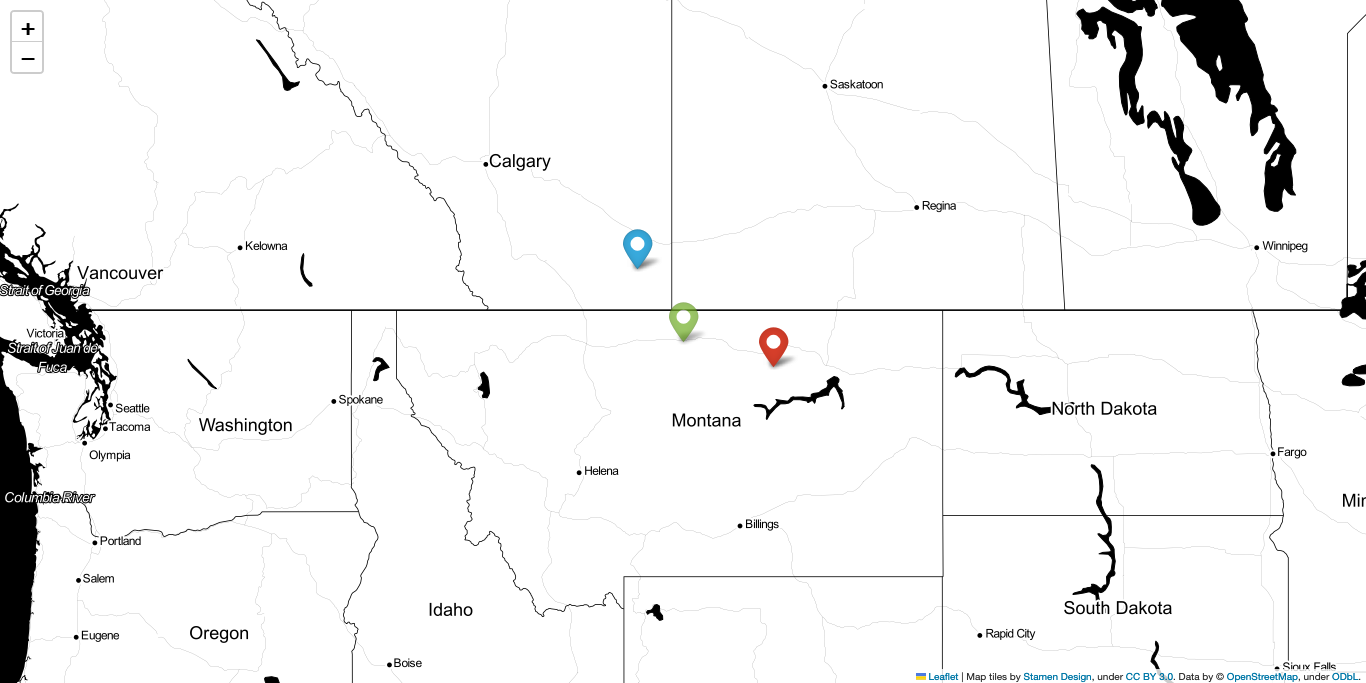 +
−
Saskatoon
Calgary
Regina
Kelowna
Winnipeg
Vancouver
Strait of Georgia
Victoria
Strait of Juan de
Fuca
Spokane
Seattle
North Dakota
Montana
Washington
Tacoma
Olympia
Fargo
Helena
Columbia River
Min
Billings
Portland
Salem
South Dakota
Idaho
Oregon
Rapid City
Eugene
Boise
Sioux Falls
Leaflet | Map tiles by Stamen Design, under CC BY 3.0. Data by © OpenStreetMap, under ODbL.